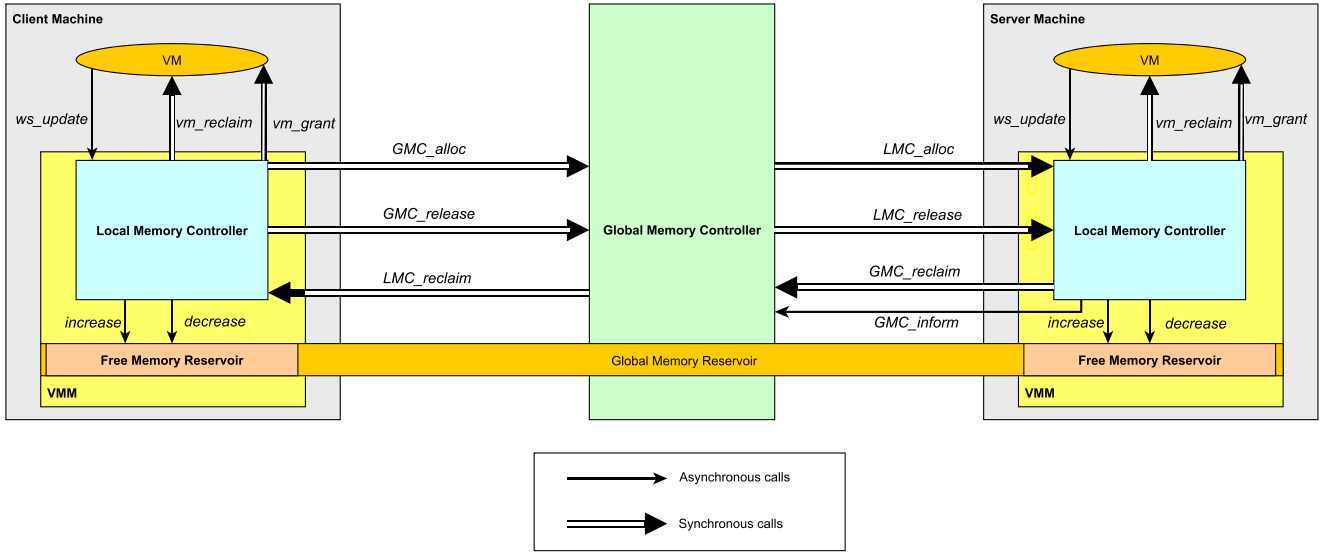 Client Machine
VM
ws_update
vm_reclaim
vm_grant
Local Memory Controller
increase
decrease
Free Memory Reservoir
VMM
GMC_alloc
GMC_release
LMC_reclaim
Global Memory Controller
Global Memory Reservoir
LMC_alloc
LMC_release
GMC_reclaim
GMC_inform
Server Machine
VM
ws_update
vm_reclaim
vm_grant
Local Memory Controller
increase
decrease
Free Memory Reservoir
VMM
Asynchronous calls
Synchronous calls